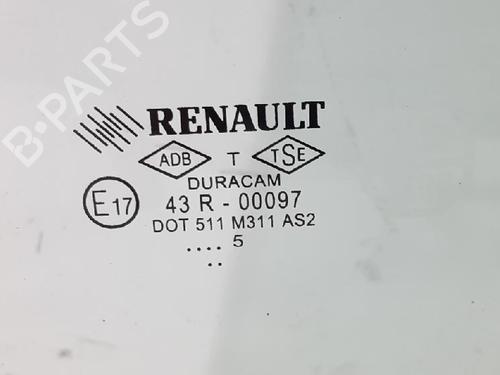 B-PARTS
RENAULT
ADB T TSE
DURACAM
E17 43 R - 00097
DOT 511 M311 AS2
.... 5
..